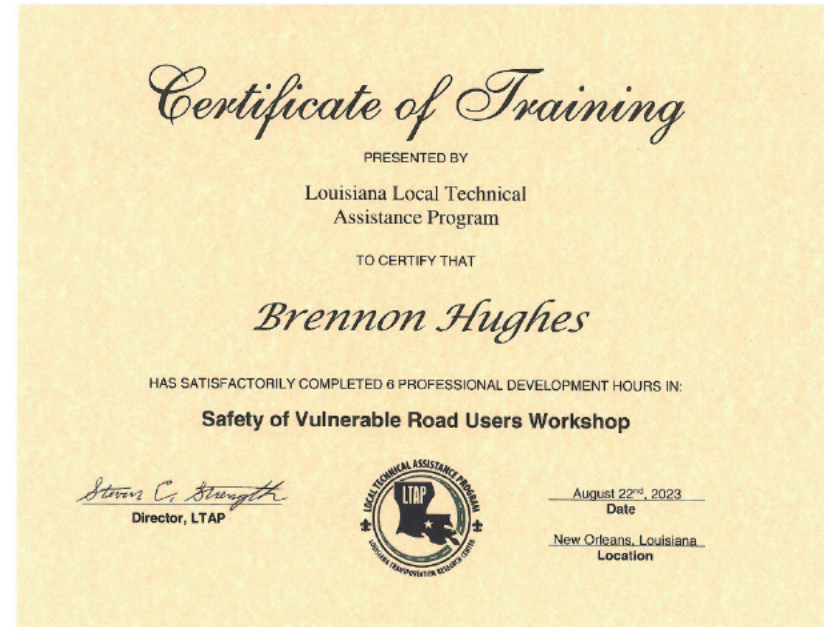 Certificate of Training
PRESENTED BY
Louisiana Local Technical
Assistance Program
TO CERTIFY THAT
Brennon Hughes
HAS SATISFACTORILY COMPLETED 6 PROFESSIONAL DEVELOPMENT HOURS IN:
Safety of Vulnerable Road Users Workshop
Steven C. Strength
Director, LTAP
LOCAL TECHNICAL ASSISTANCE PROGRAM
LTAP
LOUISIANA TRANSPORTATION RESEARCH CENTER
August 22nd, 2023
Date
New Orleans, Louisiana
Location